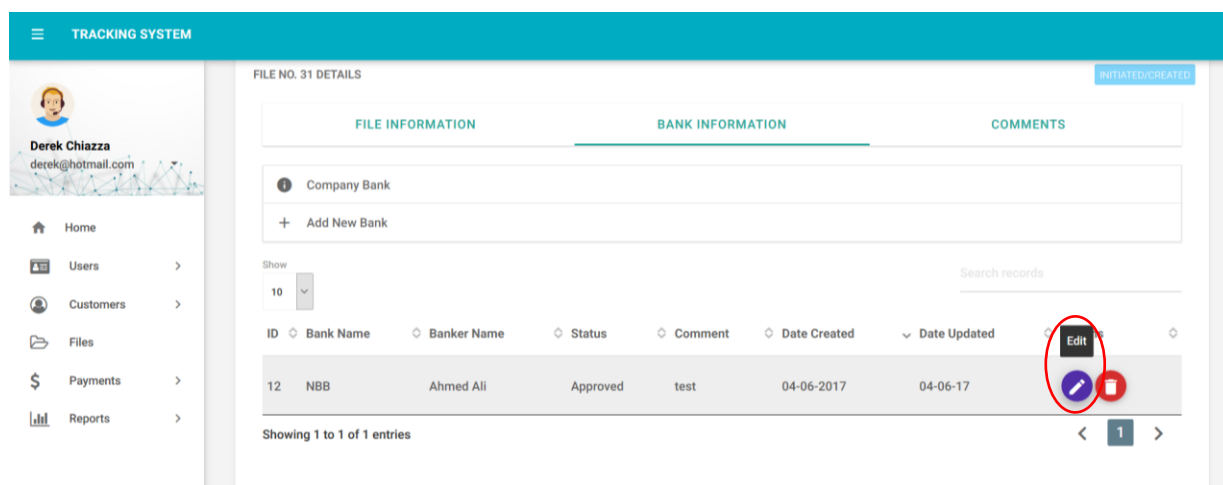 TRACKING SYSTEM
FILE NO. 31 DETAILS
INITIATED/CREATED
Derek Chiazza
derek@hotmail.com
FILE INFORMATION BANK INFORMATION COMMENTS
Company Bank
Add New Bank
Home
Users
Customers
Files
Payments
Reports
Show
10
Search records
ID Bank Name Banker Name Status Comment Date Created Date Updated
Edit
12 NBB Ahmed Ali Approved test 04-06-2017 04-06-17
Showing 1 to 1 of 1 entries
1